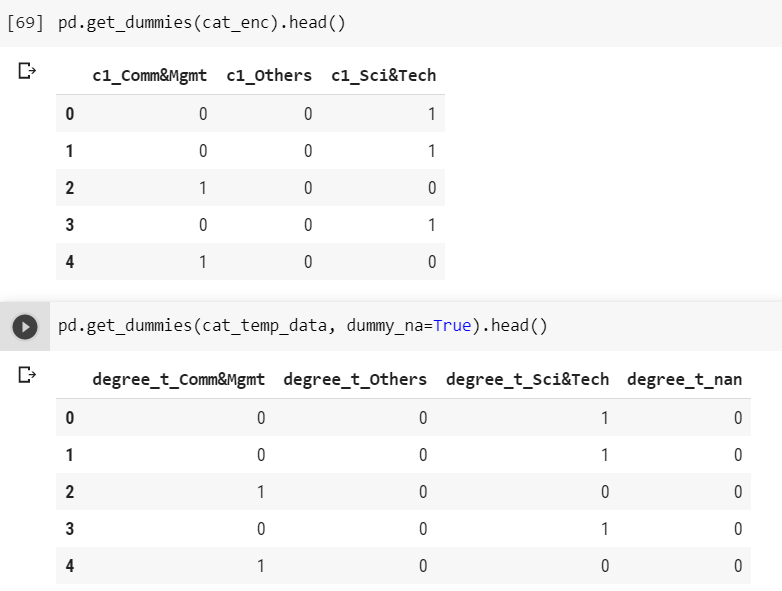 [69] pd.get_dummies(cat_enc).head()
c1_Comm&Mgmt c1_Others c1_Sci&Tech
0 0 0 1
1 0 0 1
2 1 0 0
3 0 0 1
4 1 0 0
pd.get_dummies(cat_temp_data, dummy_na=True).head()
degree_t_Comm&Mgmt degree_t_Others degree_t_Sci&Tech degree_t_nan
0 0 0 1 0
1 0 0 1 0
2 1 0 0 0
3 0 0 1 0
4 1 0 0 0